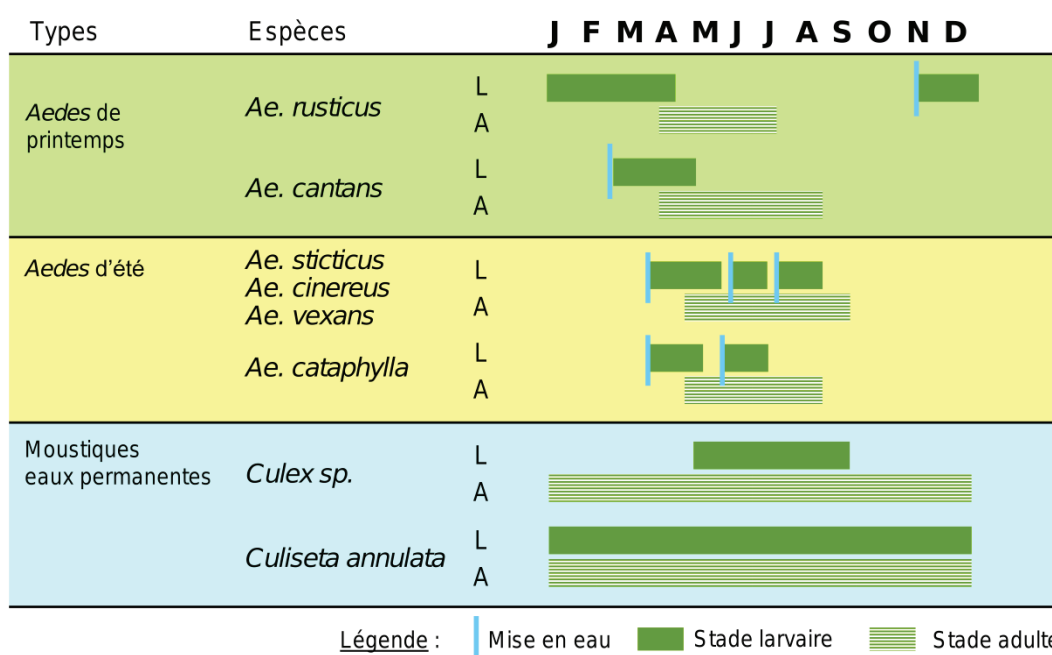 Types Espèces J F M A M J J A S O N D
Aedes de
printemps
Ae. rusticus
L
A
Ae. cantans
L
A
Aedes d'été
Ae. sticticus
Ae. cinereus
Ae. vexans
L
A
Ae. cataphylla
L
A
Moustiques
eaux permanentes
Culex sp.
L
A
Culiseta annulata
L
A
Légende : Mise en eau Stade larvaire Stade adulte